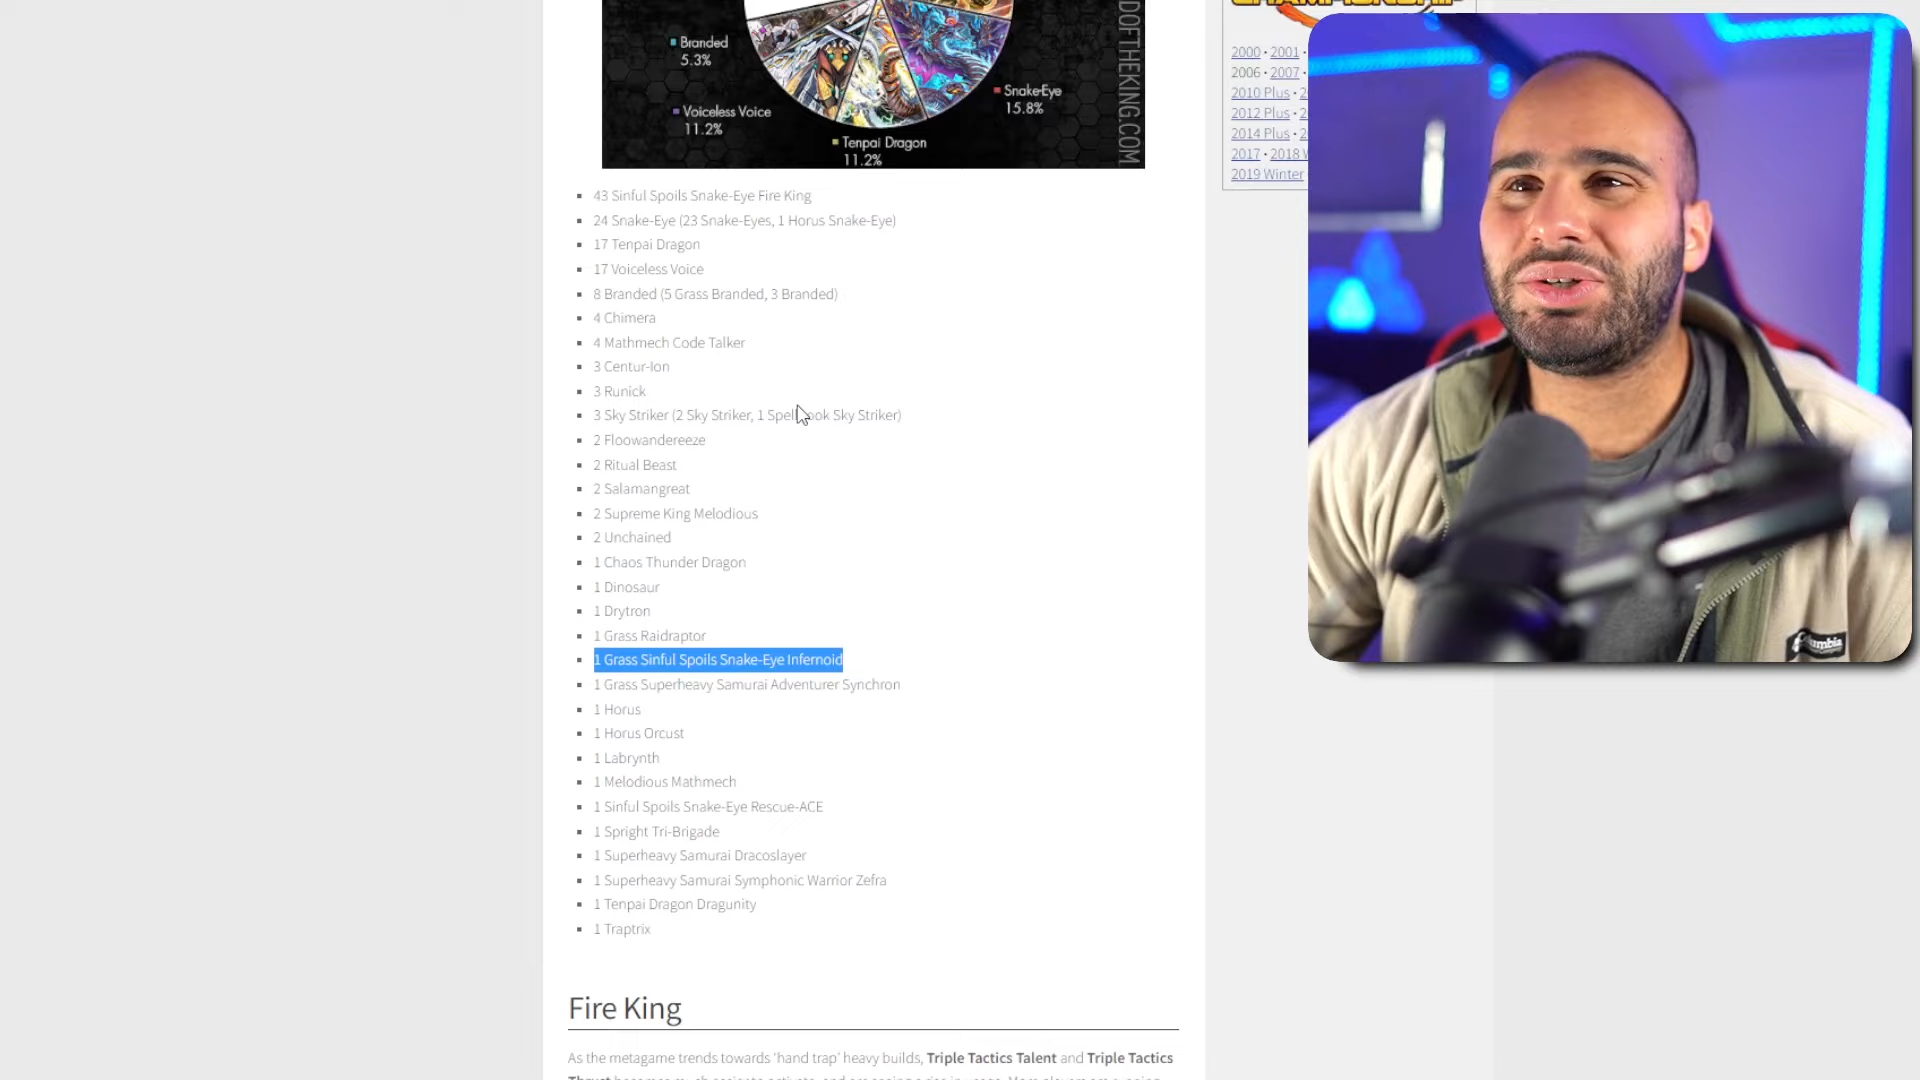 2000 • 2001 •
2006 • 2007 •
2010 Plus • 2
2012 Plus • 2
2014 Plus • 2
2017 • 2018 W
2019 Winter
Branded
5.3%
Snake-Eye
15.8%
Voiceless Voice
11.2%
Tenpai Dragon
11.2%
DOFTHEKING.COM
43 Sinful Spoils Snake-Eye Fire King
24 Snake-Eye (23 Snake-Eyes, 1 Horus Snake-Eye)
17 Tenpai Dragon
17 Voiceless Voice
8 Branded (5 Grass Branded, 3 Branded)
4 Chimera
4 Mathmech Code Talker
3 Centur-Ion
3 Runick
3 Sky Striker (2 Sky Striker, 1 Spellbook Sky Striker)
2 Floowandereeze
2 Ritual Beast
2 Salamangreat
2 Supreme King Melodious
2 Unchained
1 Chaos Thunder Dragon
1 Dinosaur
1 Drytron
1 Grass Raidraptor
1 Grass Sinful Spoils Snake-Eye Infernoid
1 Grass Superheavy Samurai Adventurer Synchron
1 Horus
1 Horus Orcust
1 Labrynth
1 Melodious Mathmech
1 Sinful Spoils Snake-Eye Rescue-ACE
1 Spright Tri-Brigade
1 Superheavy Samurai Dracoslayer
1 Superheavy Samurai Symphonic Warrior Zefra
1 Tenpai Dragon Dragunity
1 Traptrix
Fire King
As the metagame trends towards 'hand trap' heavy builds, Triple Tactics Talent and Triple Tactics